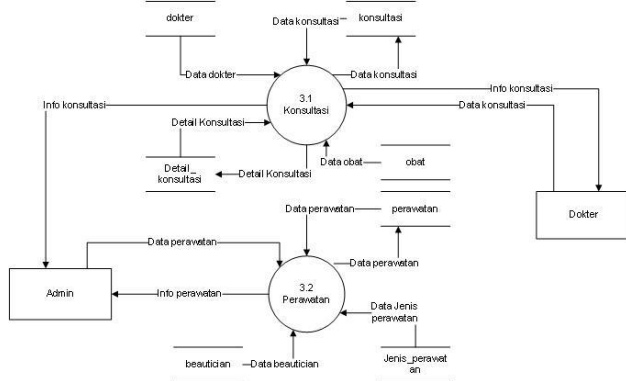 dokter
Data konsultasi
konsultasi
Data dokter
Data konsultasi
3.1
Konsultasi
Info konsultasi
Info konsultasi
Data konsultasi
Detail Konsultasi
Data obat
obat
Detail_
konsultasi
Detail Konsultasi
Dokter
Data perawatan
perawatan
Data perawatan
Data perawatan
Admin
Info perawatan
3.2
Perawatan
Data Jenis
perawatan
beautician
Data beautician
Jenis_perawat
an